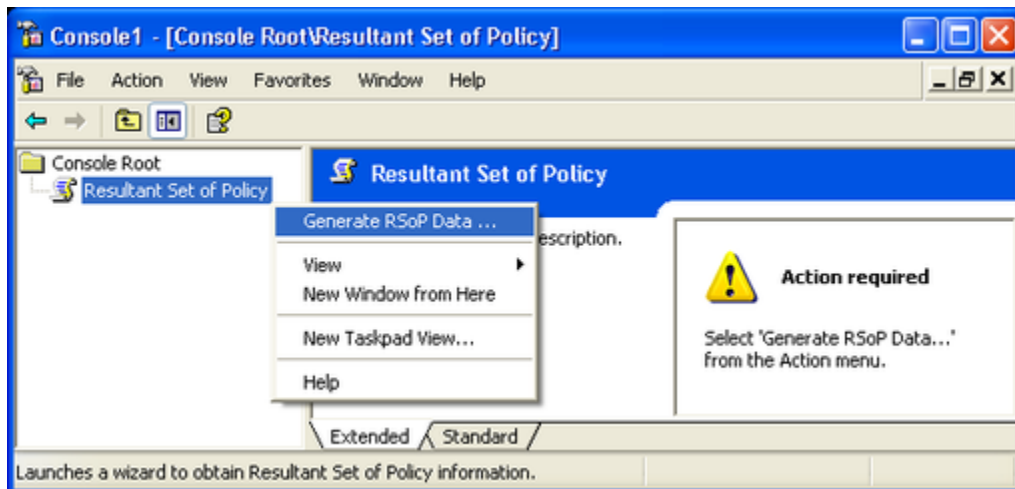 Console1 - [Console Root\Resultant Set of Policy]
File Action View Favorites Window Help
Console Root
Resultant Set of Policy
Resultant Set of Policy
Generate RSoP Data ...
View
New Window from Here
New Taskpad View...
Help
escription.
Action required
Select 'Generate RSoP Data...'
from the Action menu.
Extended Standard
Launches a wizard to obtain Resultant Set of Policy information.